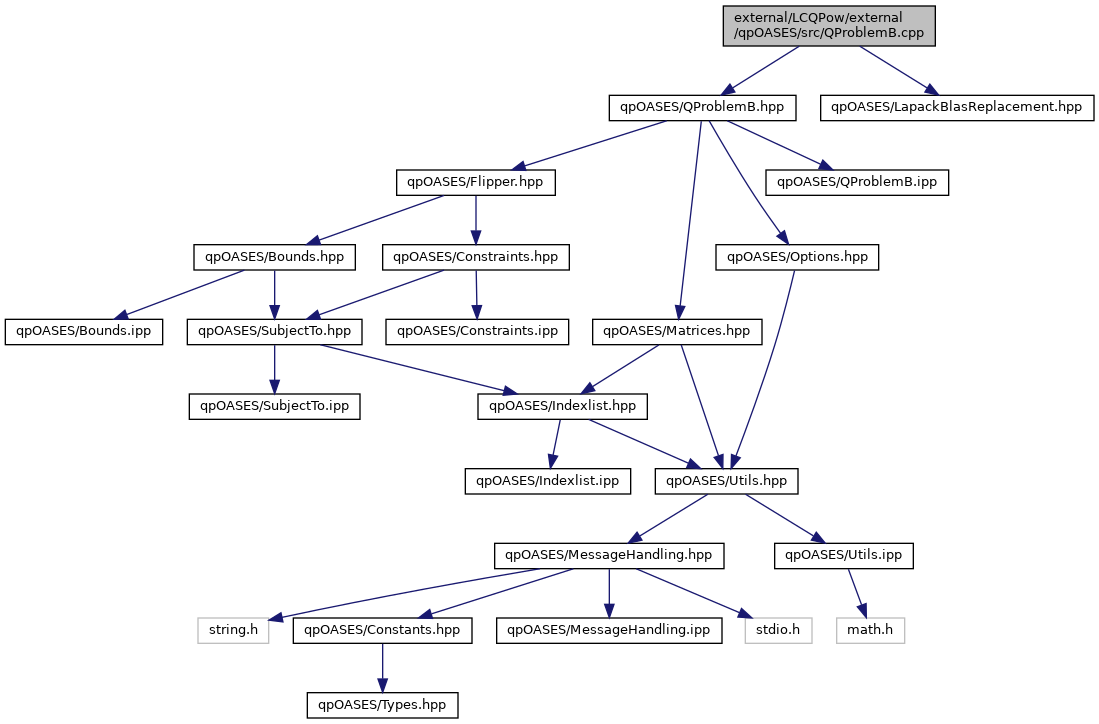 external/LCQPow/external
/qpOASES/src/QProblemB.cpp
qpOASES/QProblemB.hpp
qpOASES/LapackBlasReplacement.hpp
qpOASES/Flipper.hpp
qpOASES/QProblemB.ipp
qpOASES/Bounds.hpp
qpOASES/Constraints.hpp
qpOASES/Options.hpp
qpOASES/Bounds.ipp
qpOASES/SubjectTo.hpp
qpOASES/Constraints.ipp
qpOASES/Matrices.hpp
qpOASES/SubjectTo.ipp
qpOASES/Indexlist.hpp
qpOASES/Indexlist.ipp
qpOASES/Utils.hpp
qpOASES/MessageHandling.hpp
qpOASES/Utils.ipp
string.h
qpOASES/Constants.hpp
qpOASES/MessageHandling.ipp
stdio.h
math.h
qpOASES/Types.hpp